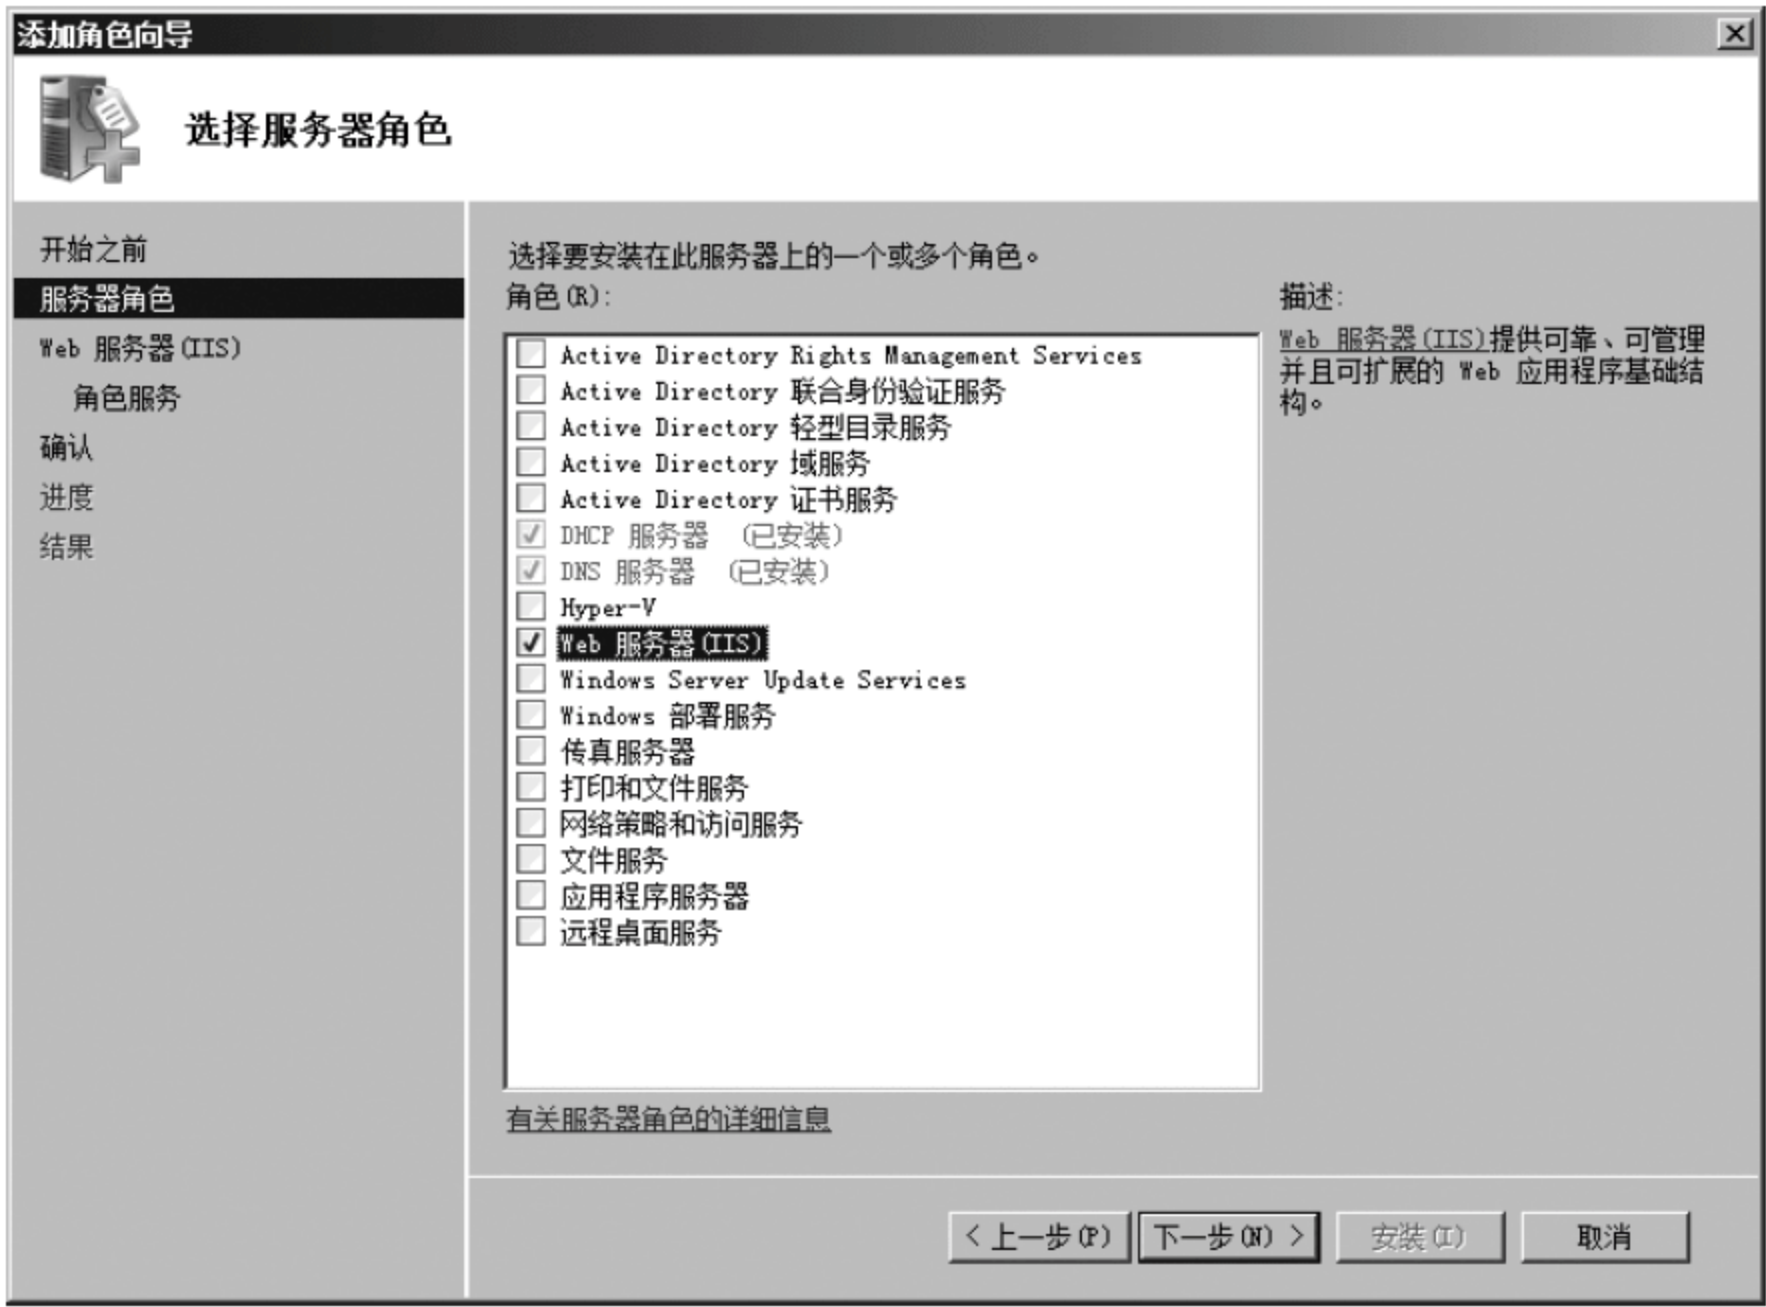 添加角色向导
选择服务器角色
开始之前
服务器角色
Web 服务器(IIS)
角色服务
确认
进度
结果
选择要安装在此服务器上的一个或多个角色。
角色(R):
Active Directory Rights Management Services
Active Directory 联合身份验证服务
Active Directory 轻型目录服务
Active Directory 域服务
Active Directory 证书服务
DHCP 服务器 (已安装)
DNS 服务器 (已安装)
Hyper-V
Web 服务器(IIS)
Windows Server Update Services
Windows 部署服务
传真服务器
打印和文件服务
网络策略和访问服务
文件服务
应用程序服务器
远程桌面服务
有关服务器角色的详细信息
描述:
Web 服务器(IIS)提供可靠、可管理
并且可扩展的 Web 应用程序基础结
构。
< 上一步(P)
下一步(N) >
安装(I)
取消